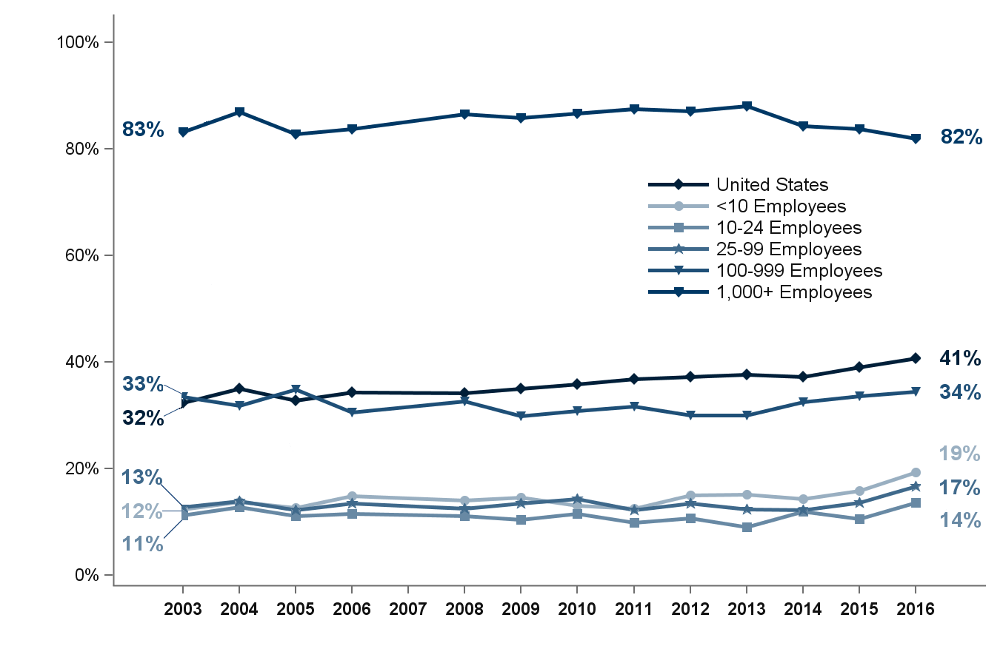 100%
80%
60%
40%
20%
0%
83%
33%
32%
13%
12%
11%
United States
<10 Employees
10-24 Employees
25-99 Employees
100-999 Employees
1,000+ Employees
82%
41%
34%
19%
17%
14%
2003 2004 2005 2006 2007 2008 2009 2010 2011 2012 2013 2014 2015 2016